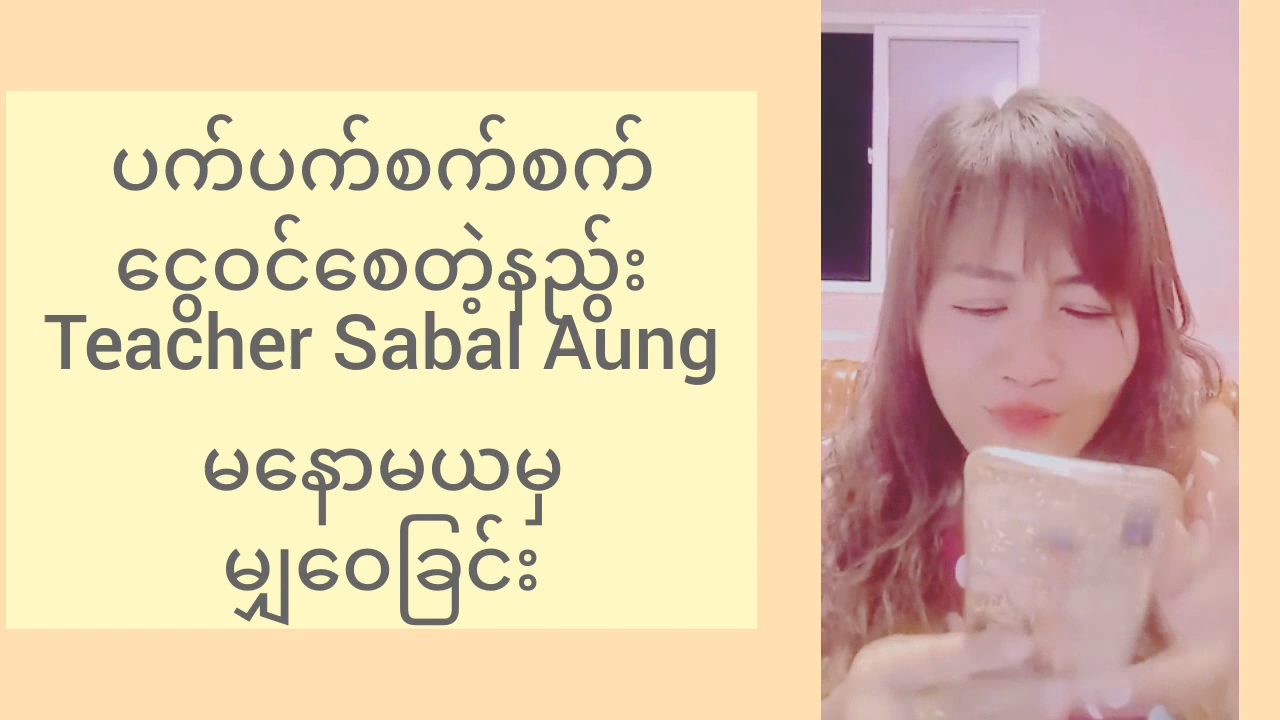 ပက်ပက်စက်စက်
ငွေဝင်စေတဲ့နည်း
Teacher Sabal Aung
မနောမယမှ
မျှဝေခြင်း